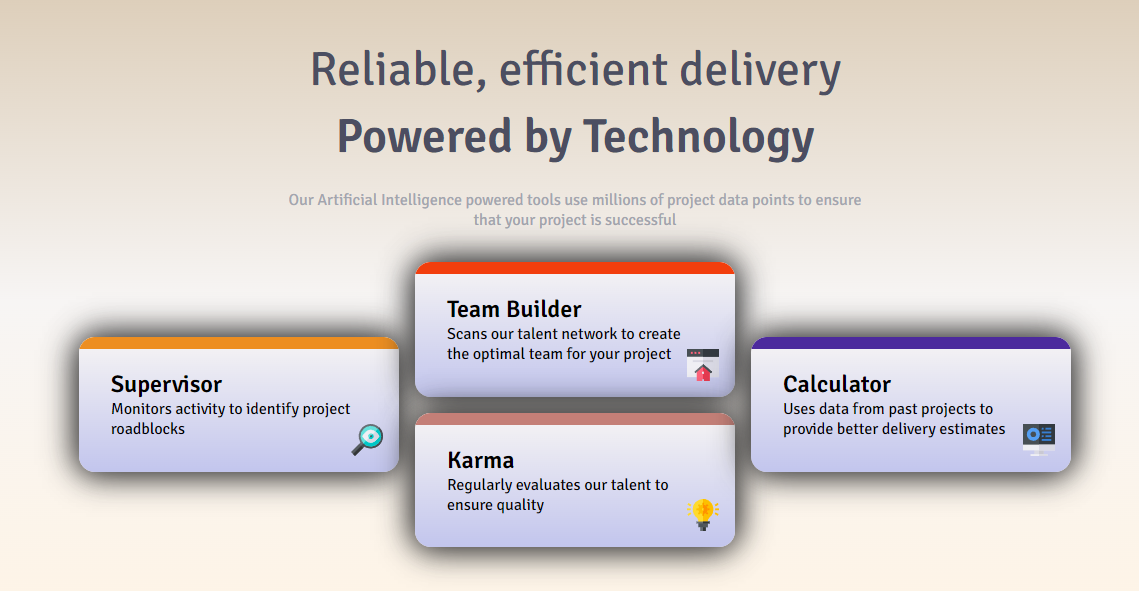 Reliable, efficient delivery
Powered by Technology
Our Artificial Intelligence powered tools use millions of project data points to ensure
that your project is successful
Supervisor
Monitors activity to identify project
roadblocks
Team Builder
Scans our talent network to create
the optimal team for your project
Karma
Regularly evaluates our talent to
ensure quality
Calculator
Uses data from past projects to
provide better delivery estimates